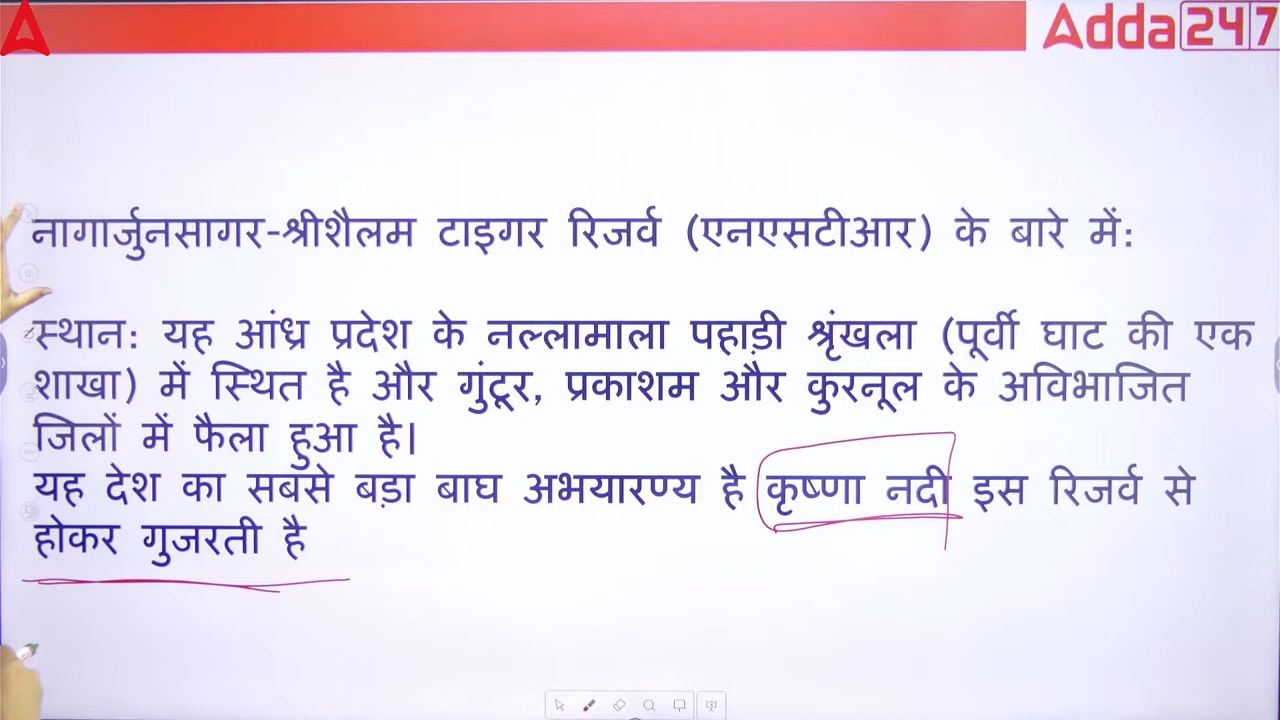 Adda247
नागार्जुनसागर-श्रीशैलम टाइगर रिजर्व (एनएसटीआर) के बारे में:
स्थान: यह आंध्र प्रदेश के नल्लामाला पहाड़ी श्रृंखला (पूर्वी घाट की एक
शाखा) में स्थित है और गुंटूर, प्रकाशम और कुरनूल के अविभाजित
जिलों में फैला हुआ है।
यह देश का सबसे बड़ा बाघ अभयारण्य है कृष्णा नदी इस रिजर्व से
होकर गुजरती है